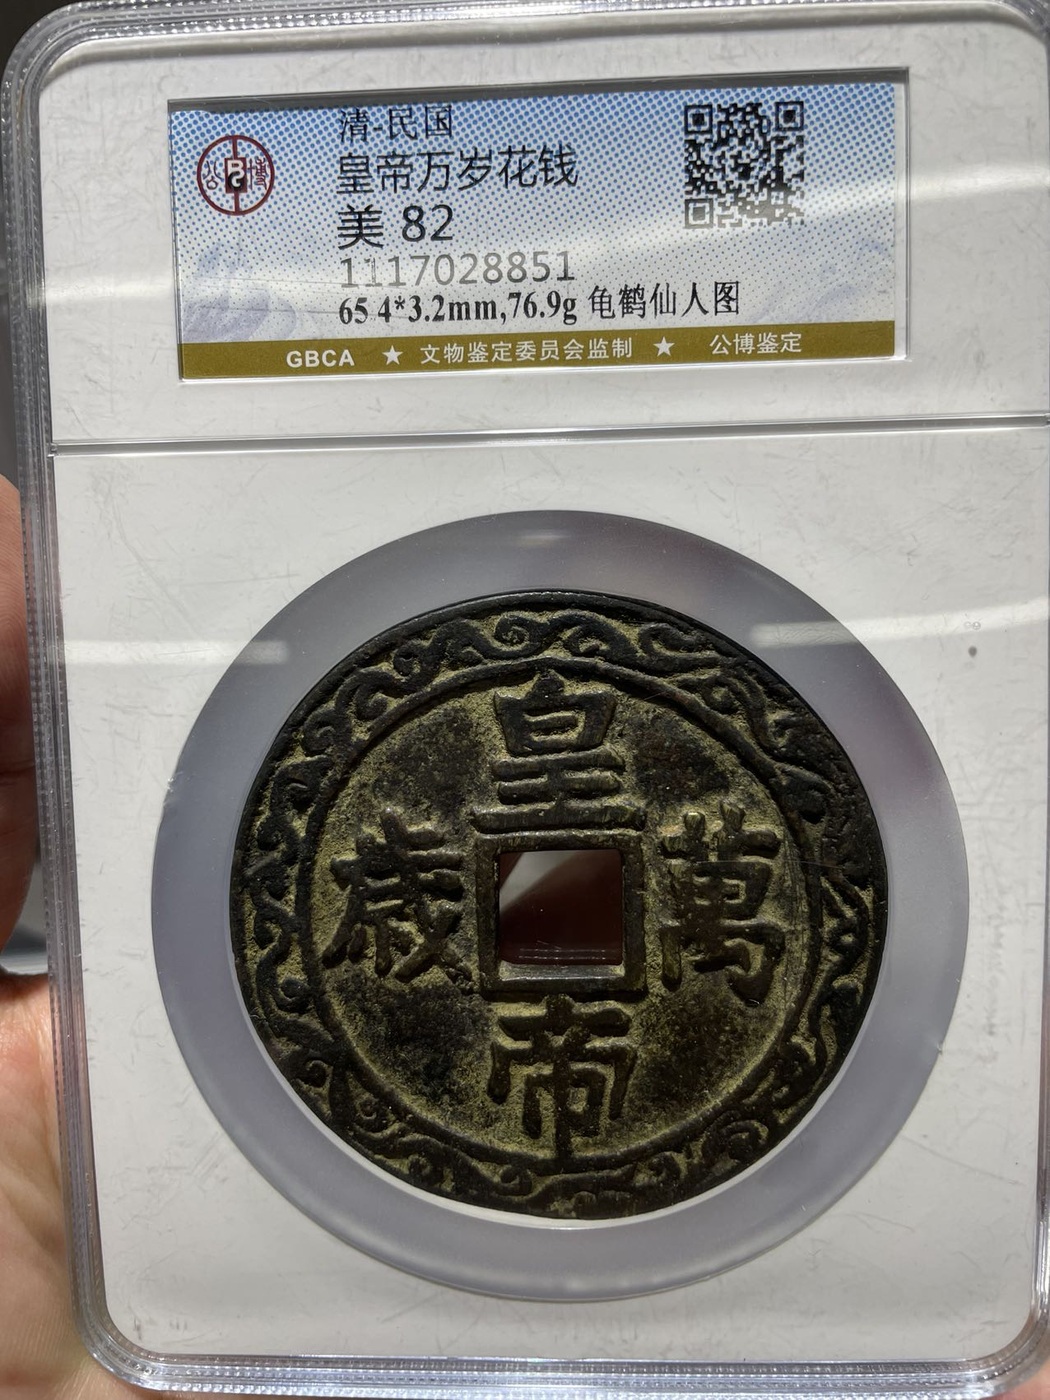 公博
清-民国
皇帝万岁花钱
美 82
1117028851
65 4*3.2mm,76.9g 龟鹤仙人图
GBCA ★ 文物鉴定委员会监制 ★ 公博鉴定
皇
帝
萬
歲